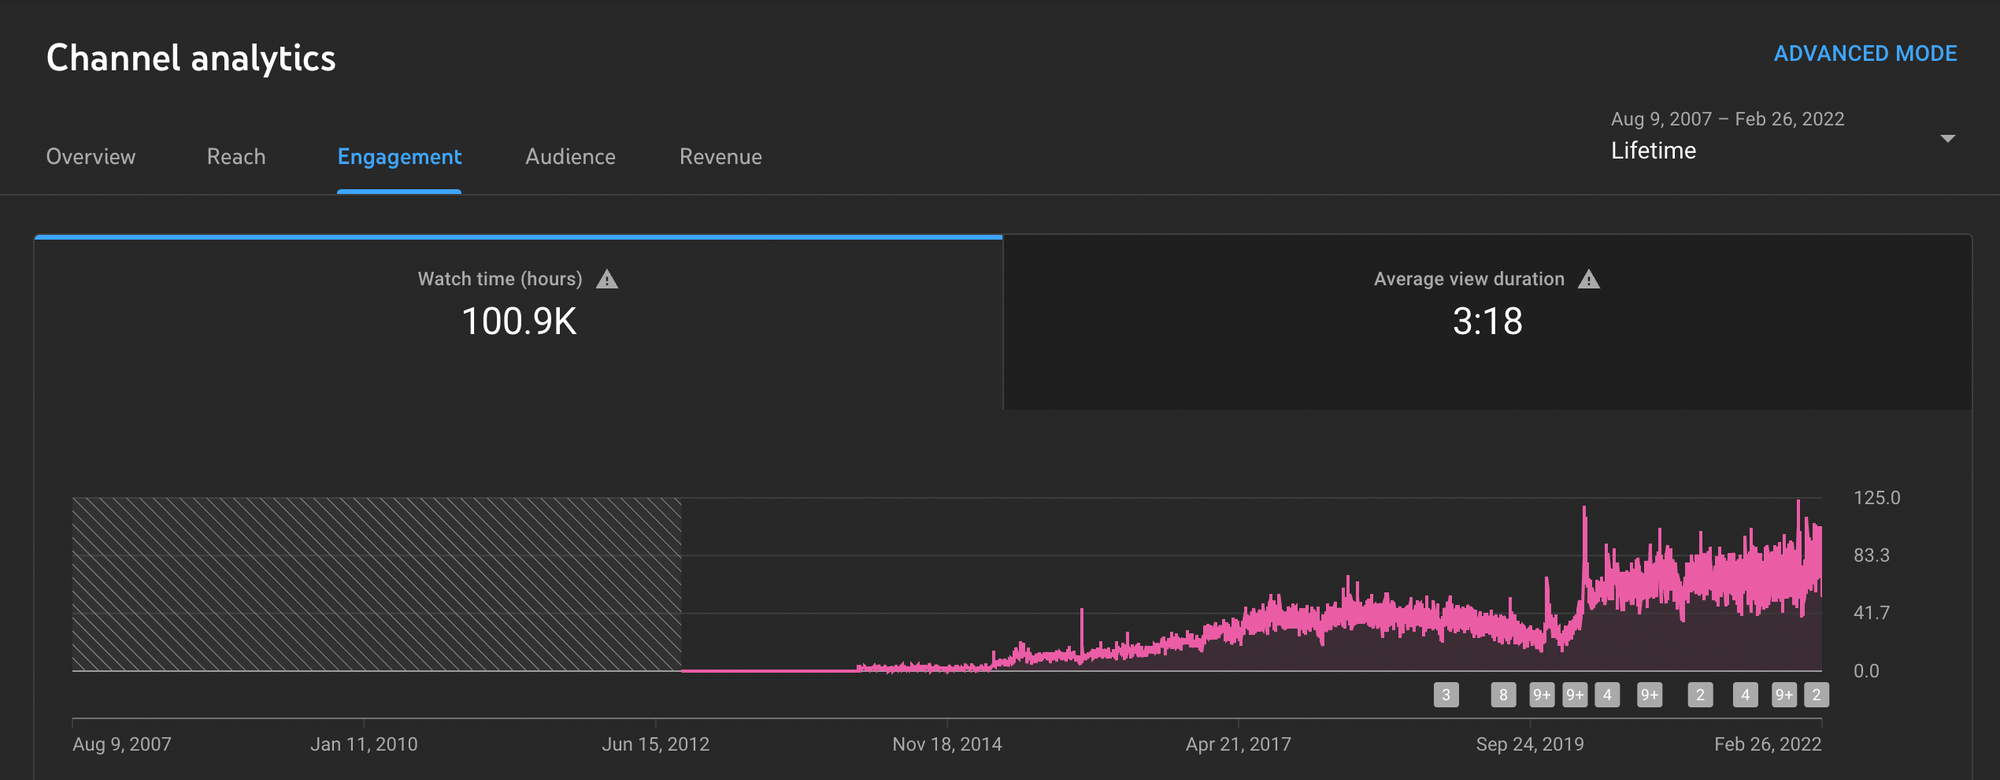 Channel analytics
ADVANCED MODE
Aug 9, 2007 – Feb 26, 2022
Lifetime
Overview Reach Engagement Audience Revenue
Watch time (hours)
100.9K
Average view duration
3:18
125.0
83.3
41.7
0.0
3 8 9+ 9+ 4 9+ 2 4 9+ 2
Aug 9, 2007 Jan 11, 2010 Jun 15, 2012 Nov 18, 2014 Apr 21, 2017 Sep 24, 2019 Feb 26, 2022